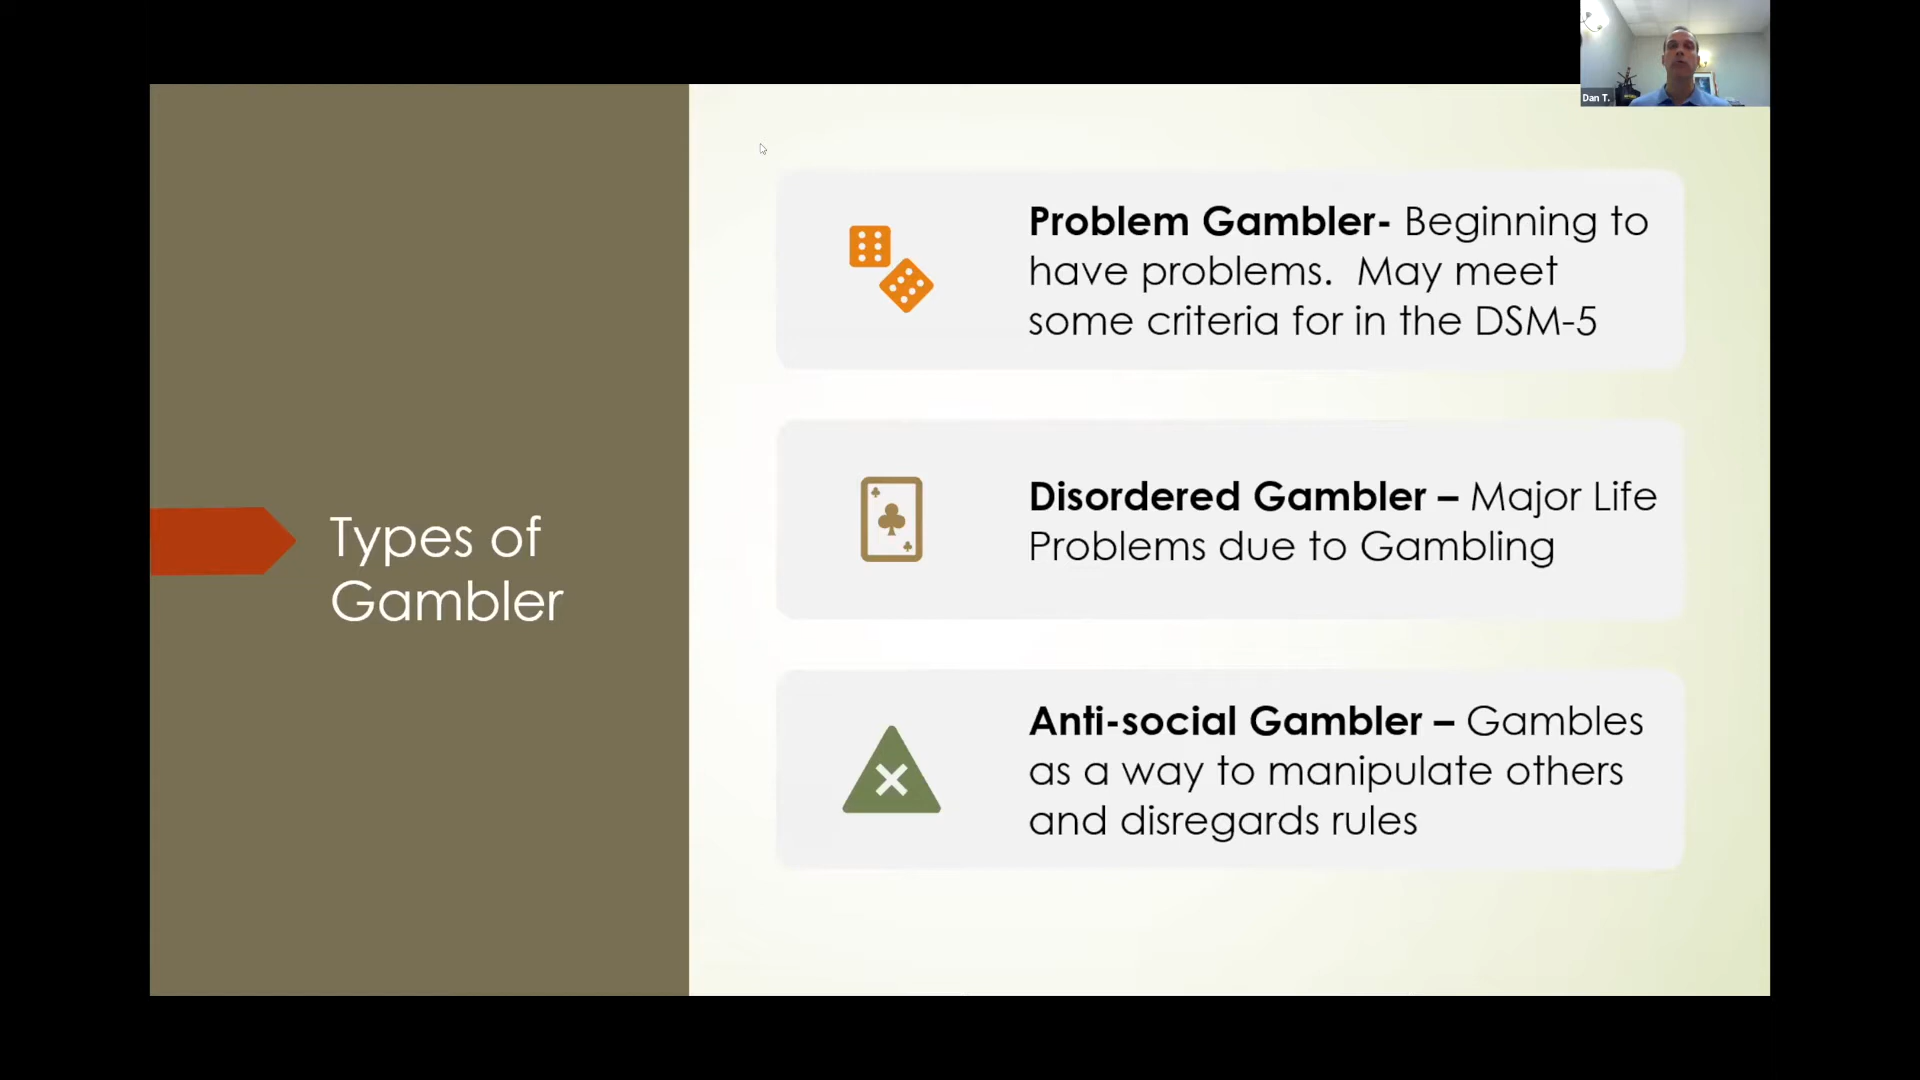 Dan T.
Types of
Gambler
Problem Gambler- Beginning to
have problems.  May meet
some criteria for in the DSM-5
Disordered Gambler – Major Life
Problems due to Gambling
Anti-social Gambler – Gambles
as a way to manipulate others
and disregards rules